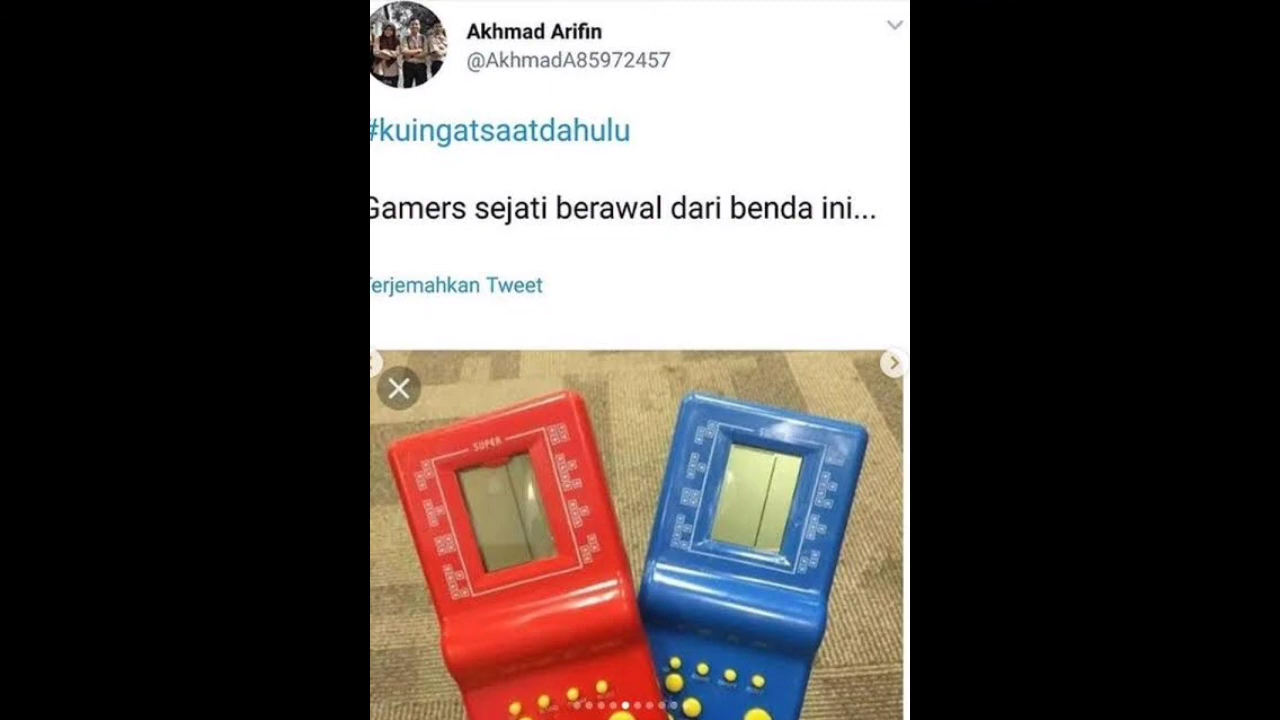 Akhmad Arifin
@AkhmadA85972457
#kuingatsaatdahulu
Gamers sejati berawal dari benda ini...
Terjemahkan Tweet
SUPER